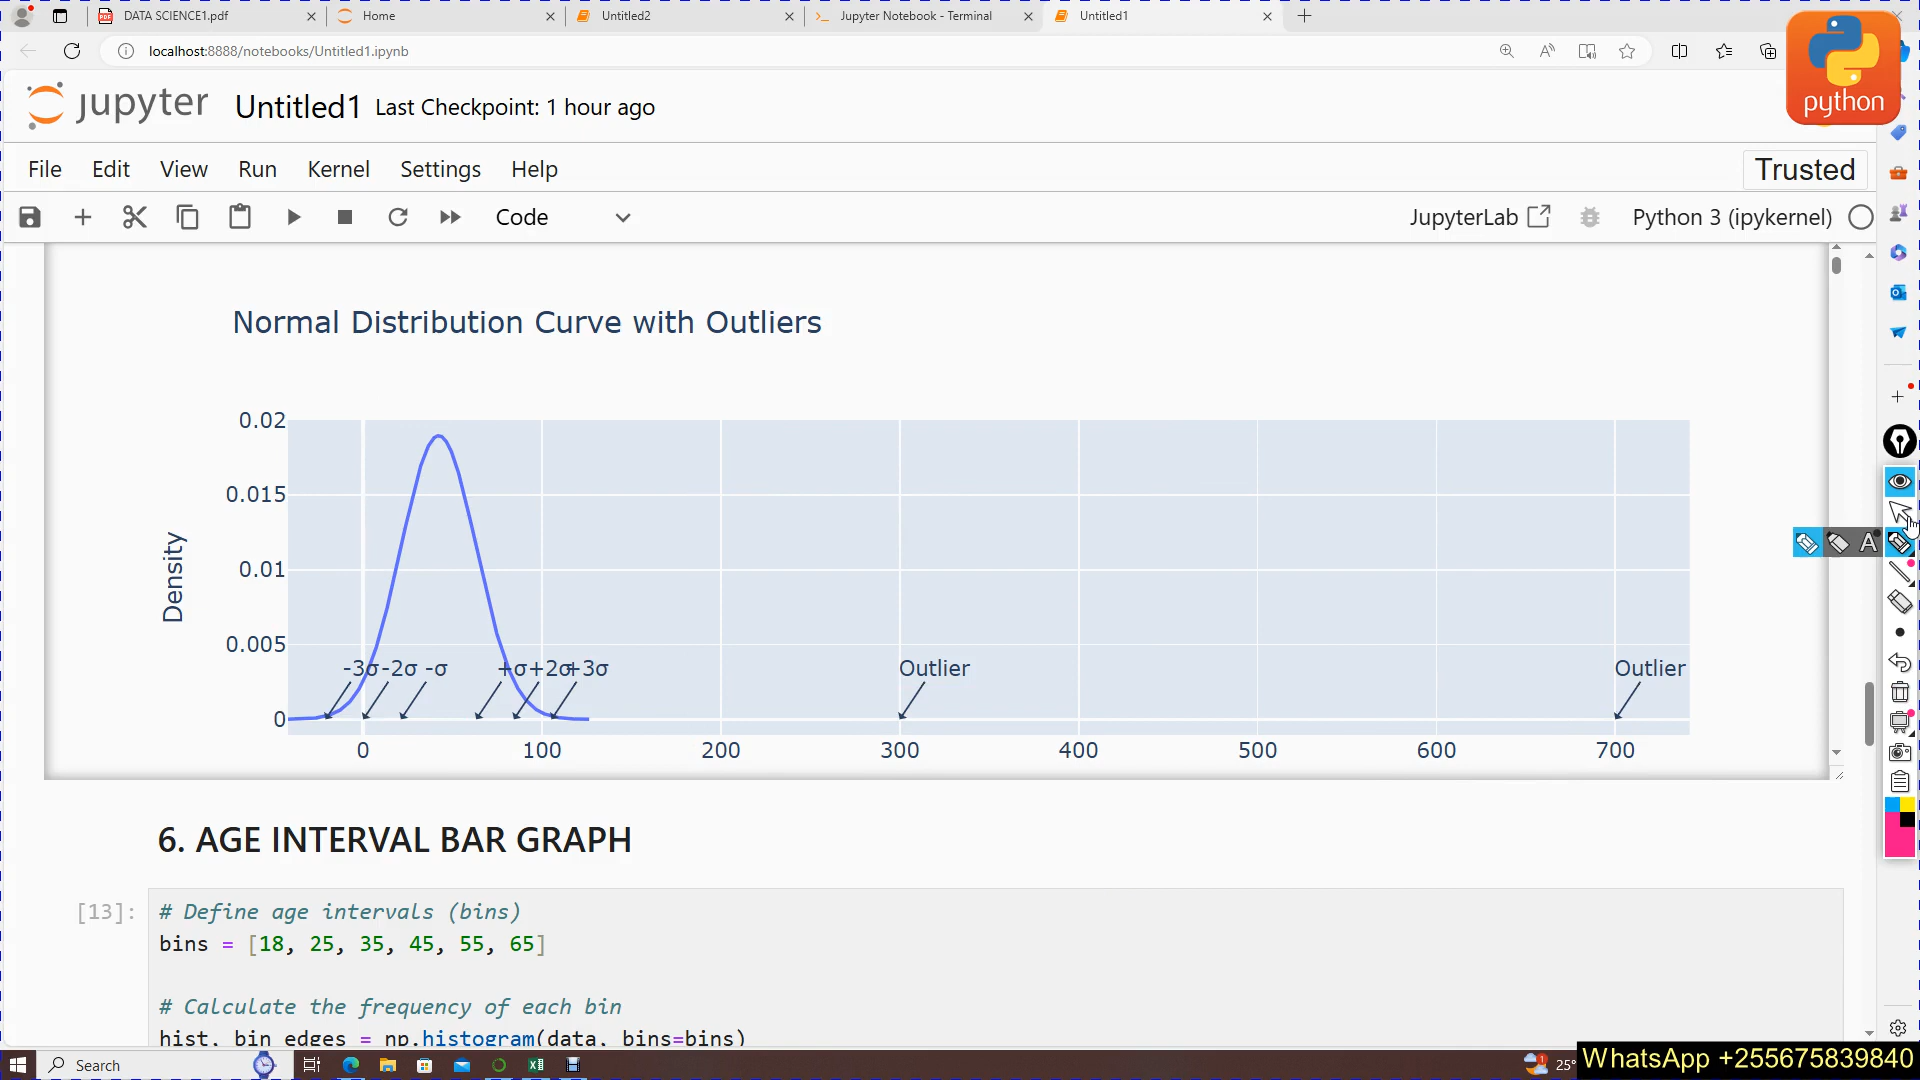 DATA SCIENCE1.pdf
Home
Untitled2
Jupyter Notebook - Terminal
Untitled1
localhost:8888/notebooks/Untitled1.ipynb
python
jupyter Untitled1 Last Checkpoint: 1 hour ago
File Edit View Run Kernel Settings Help
Trusted
Code
JupyterLab
Python 3 (ipykernel)
Normal Distribution Curve with Outliers
0.02
0.015
0.01
0.005
0
Density
-3σ -2σ -σ +σ +2σ +3σ Outlier Outlier
0 100 200 300 400 500 600 700
A
6. AGE INTERVAL BAR GRAPH
[13]:
# Define age intervals (bins)
bins = [18, 25, 35, 45, 55, 65]
# Calculate the frequency of each bin
hist, bin_edges = np.histogram(data, bins=bins)
Search
25°
WhatsApp +255675839840